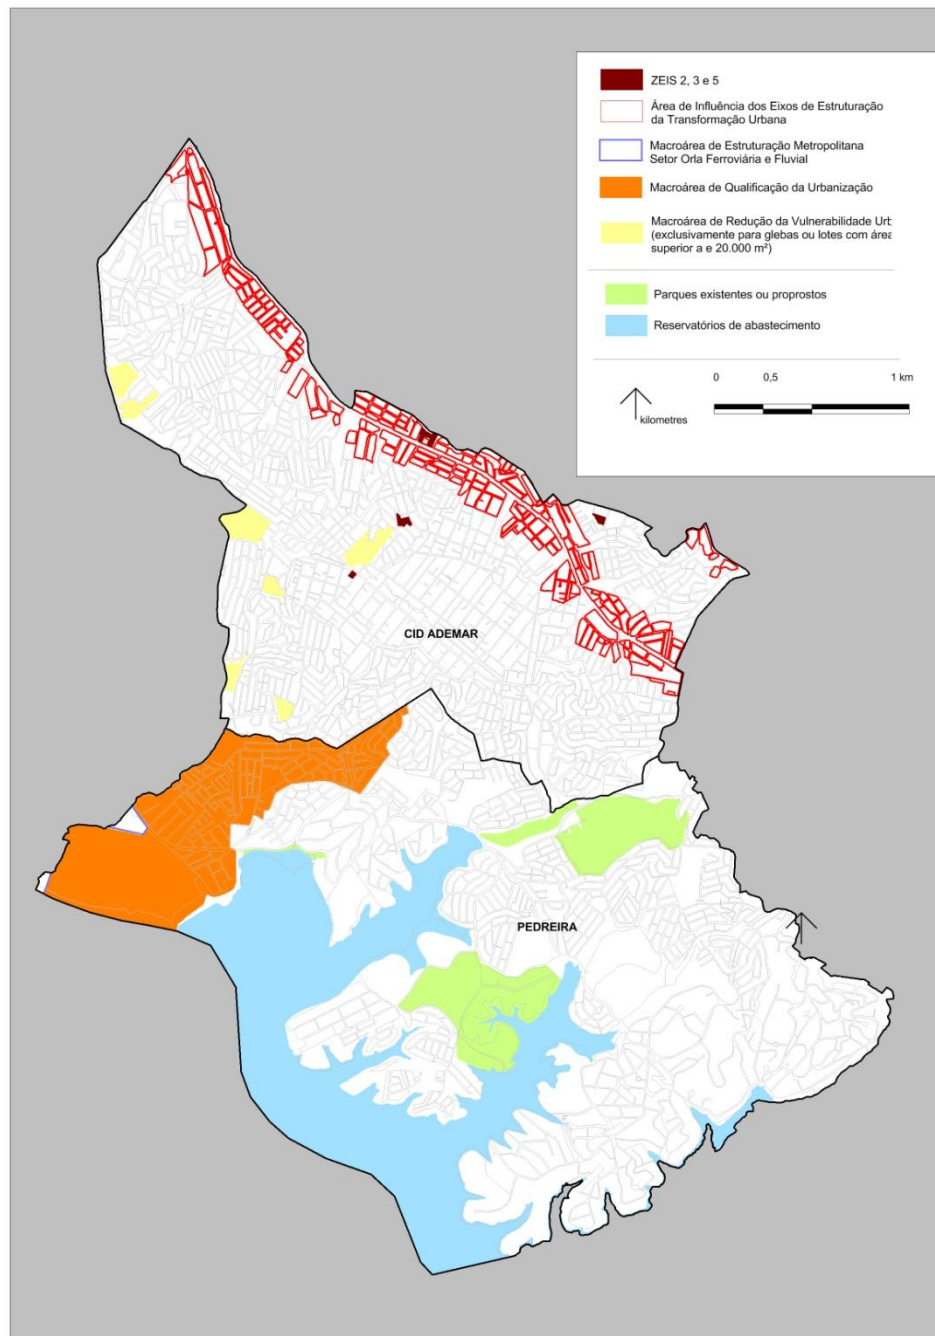 ZEIS 2, 3 e 5
Área de Influência dos Eixos de Estruturação
da Transformação Urbana
Macroárea de Estruturação Metropolitana
Setor Orla Ferroviária e Fluvial
Macroárea de Qualificação da Urbanização
Macroárea de Redução da Vulnerabilidade Urb
(exclusivamente para glebas ou lotes com área
superior a e 20.000 m²)
Parques existentes ou proprostos
Reservatórios de abastecimento
0 0,5 1 km
kilometres
CID ADEMAR
PEDREIRA